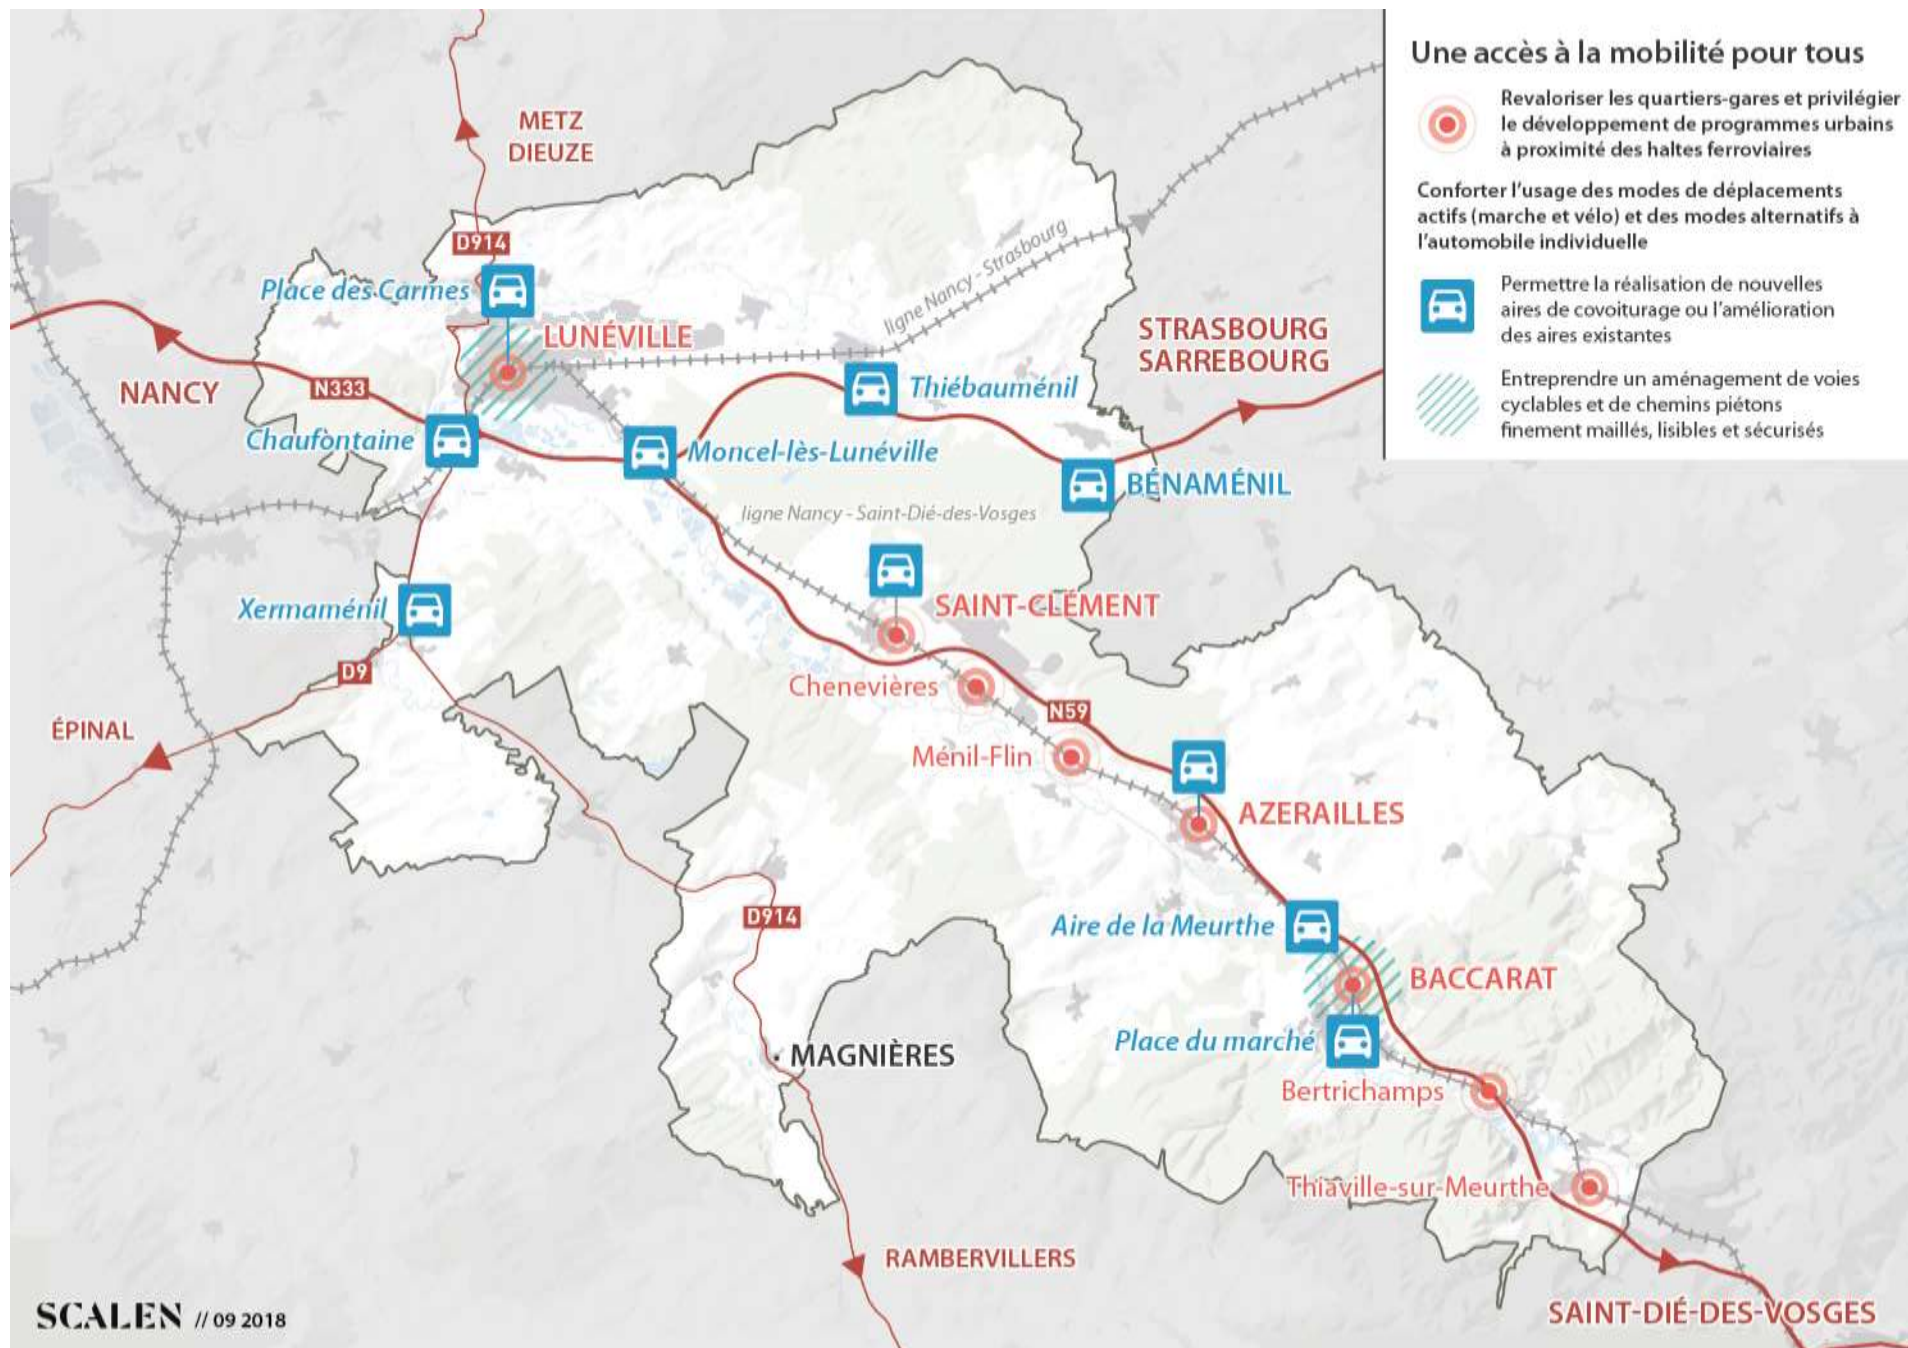 Une accès à la mobilité pour tous
Revaloriser les quartiers-gares et privilégier
le développement de programmes urbains
à proximité des haltes ferroviaires
Conforter l'usage des modes de déplacements
actifs (marche et vélo) et des modes alternatifs à
l'automobile individuelle
Permettre la réalisation de nouvelles
aires de covoiturage ou l'amélioration
des aires existantes
Entreprendre un aménagement de voies
cyclables et de chemins piétons
finement maillés, lisibles et sécurisés
METZ
DIEUZE
D914
Place des Carmes
LUNÉVILLE
ligne Nancy - Strasbourg
STRASBOURG
SARREBOURG
NANCY
N333
Thiébauménil
Chaufontaine
Moncel-lès-Lunéville
BÉNAMÉNIL
ligne Nancy - Saint-Dié-des-Vosges
Xermaménil
SAINT-CLÉMENT
D9
Chenevières
N59
ÉPINAL
Ménil-Flin
AZERAILLES
D914
Aire de la Meurthe
BACCARAT
Place du marché
MAGNIÈRES
Bertrichamps
Thiaville-sur-Meurthe
RAMBERVILLERS
SAINT-DIÉ-DES-VOSGES
SCALEN // 09 2018